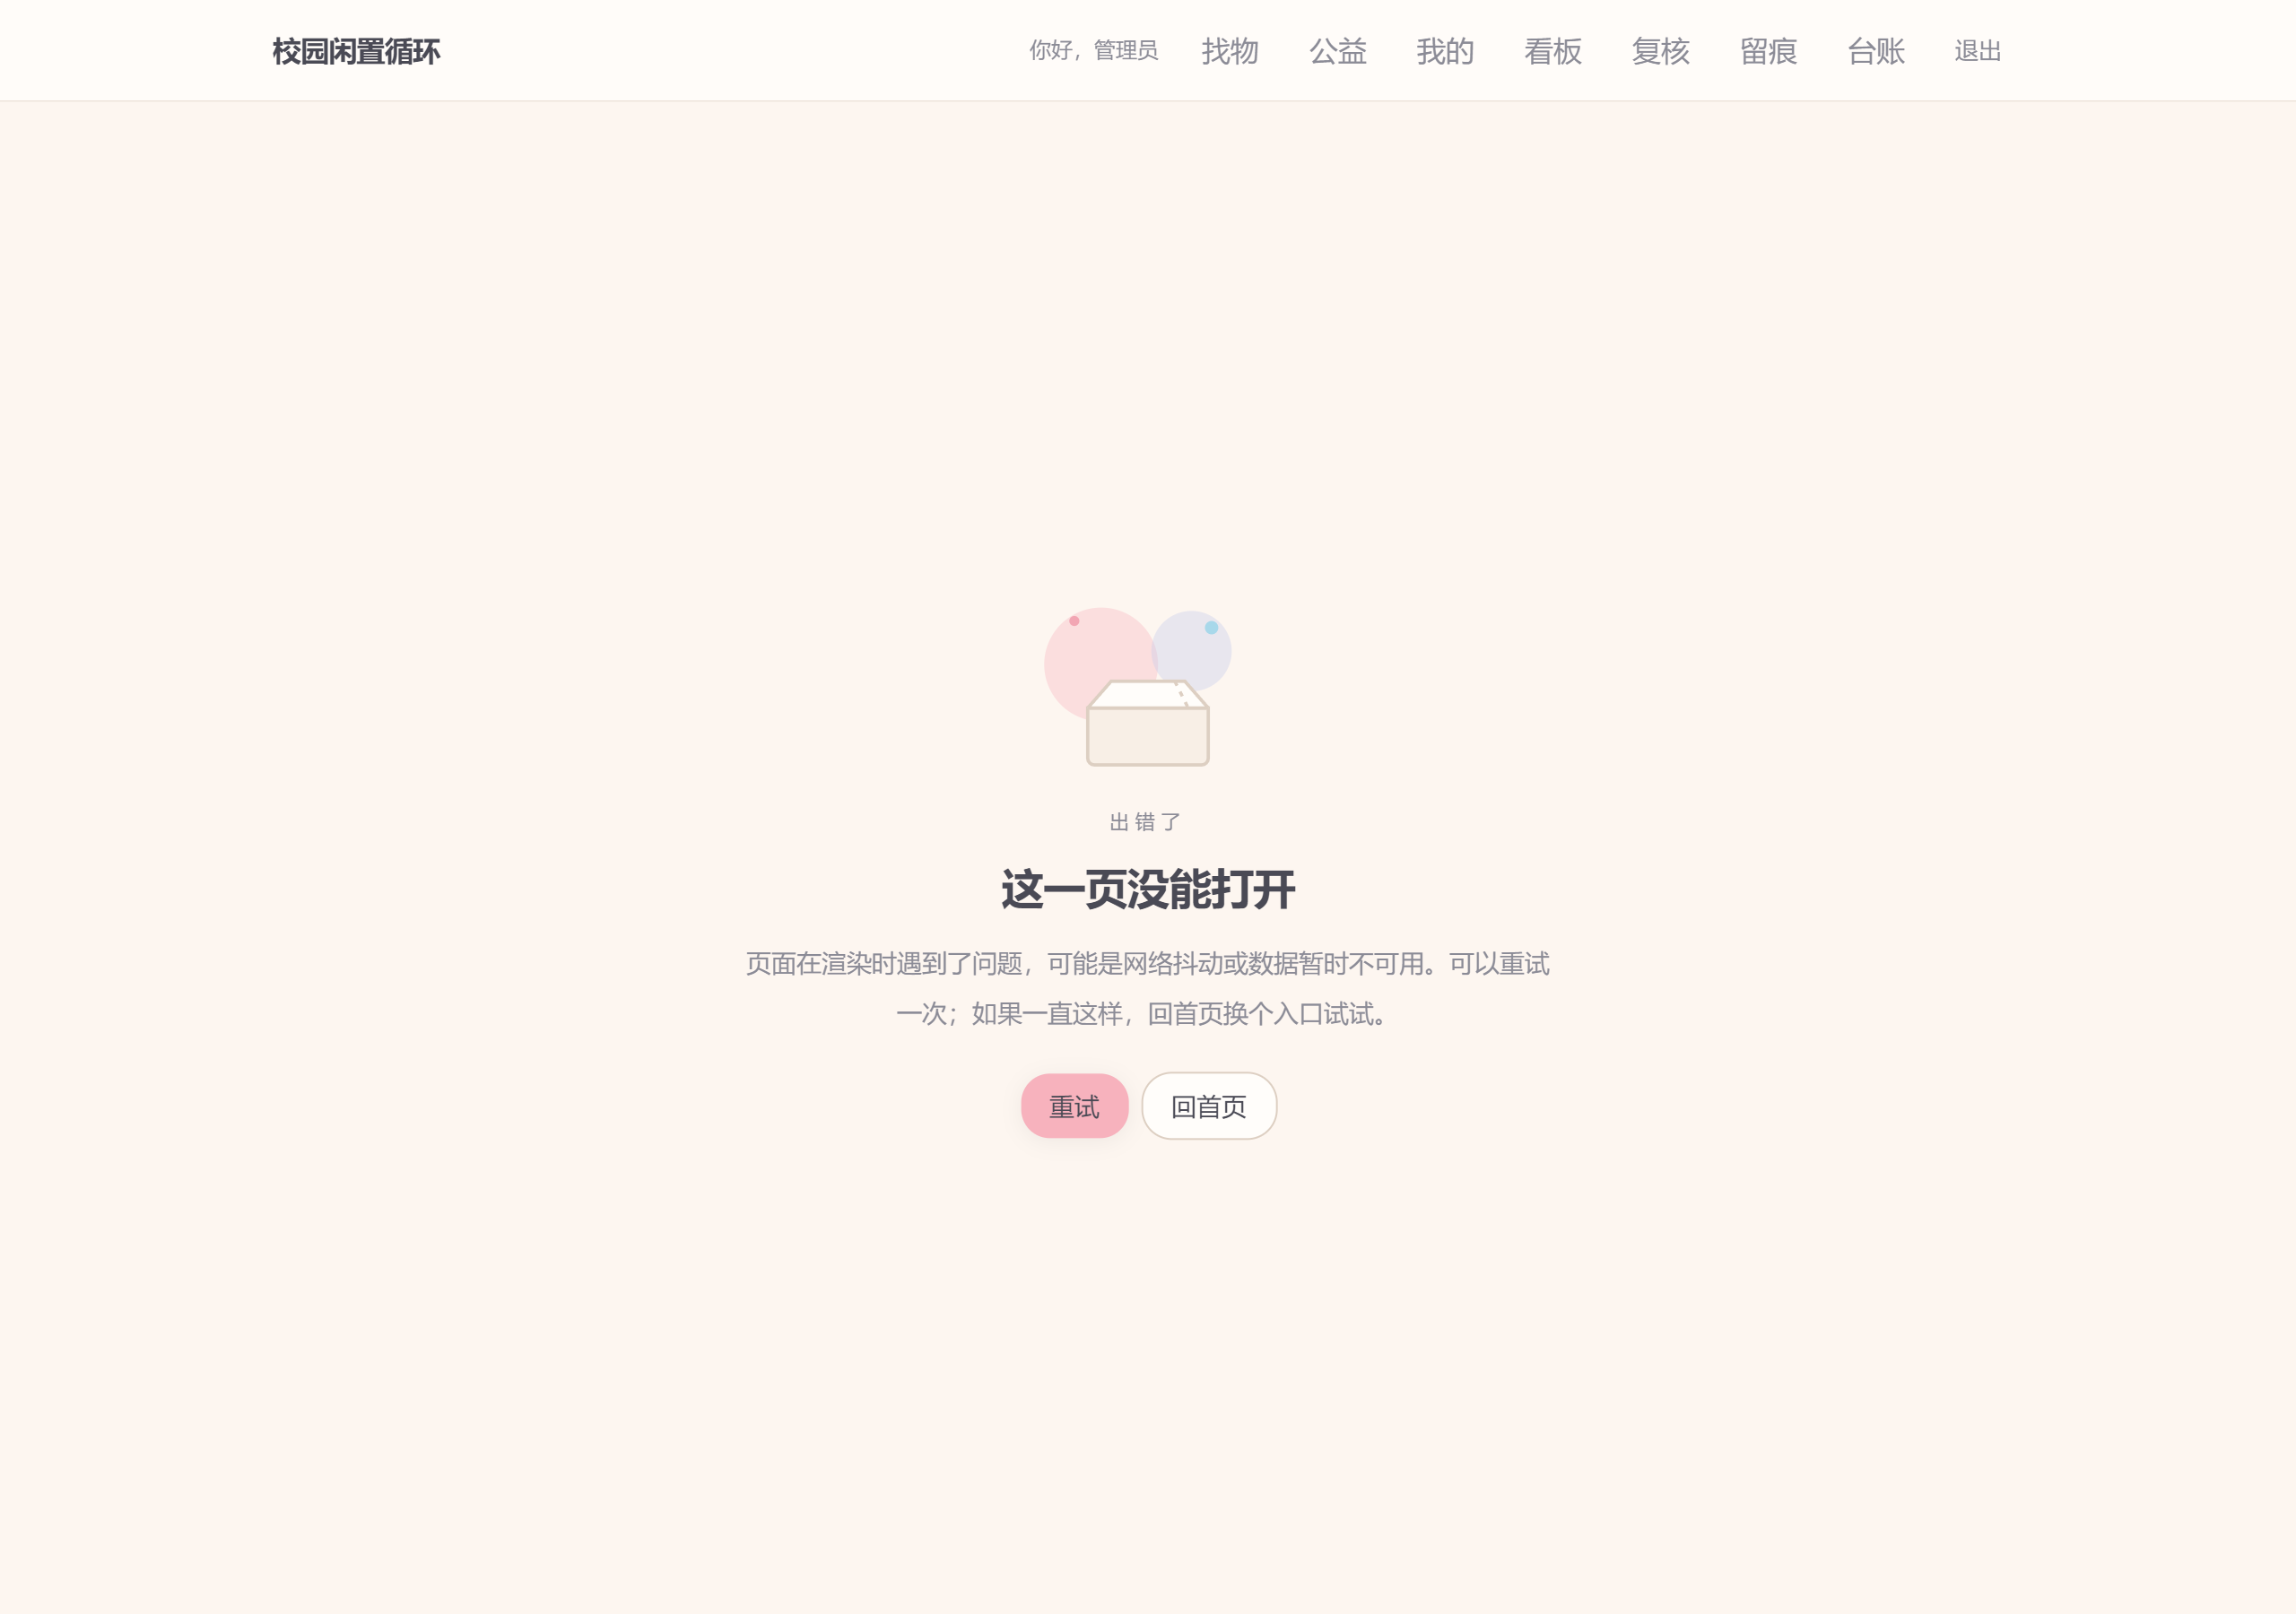 校园闲置循环
你好，管理员 找物 公益 我的 看板 复核 留痕 台账 退出
出错了
这一页没能打开
页面在渲染时遇到了问题，可能是网络抖动或数据暂时不可用。可以重试
一次；如果一直这样，回首页换个入口试试。
重试 回首页